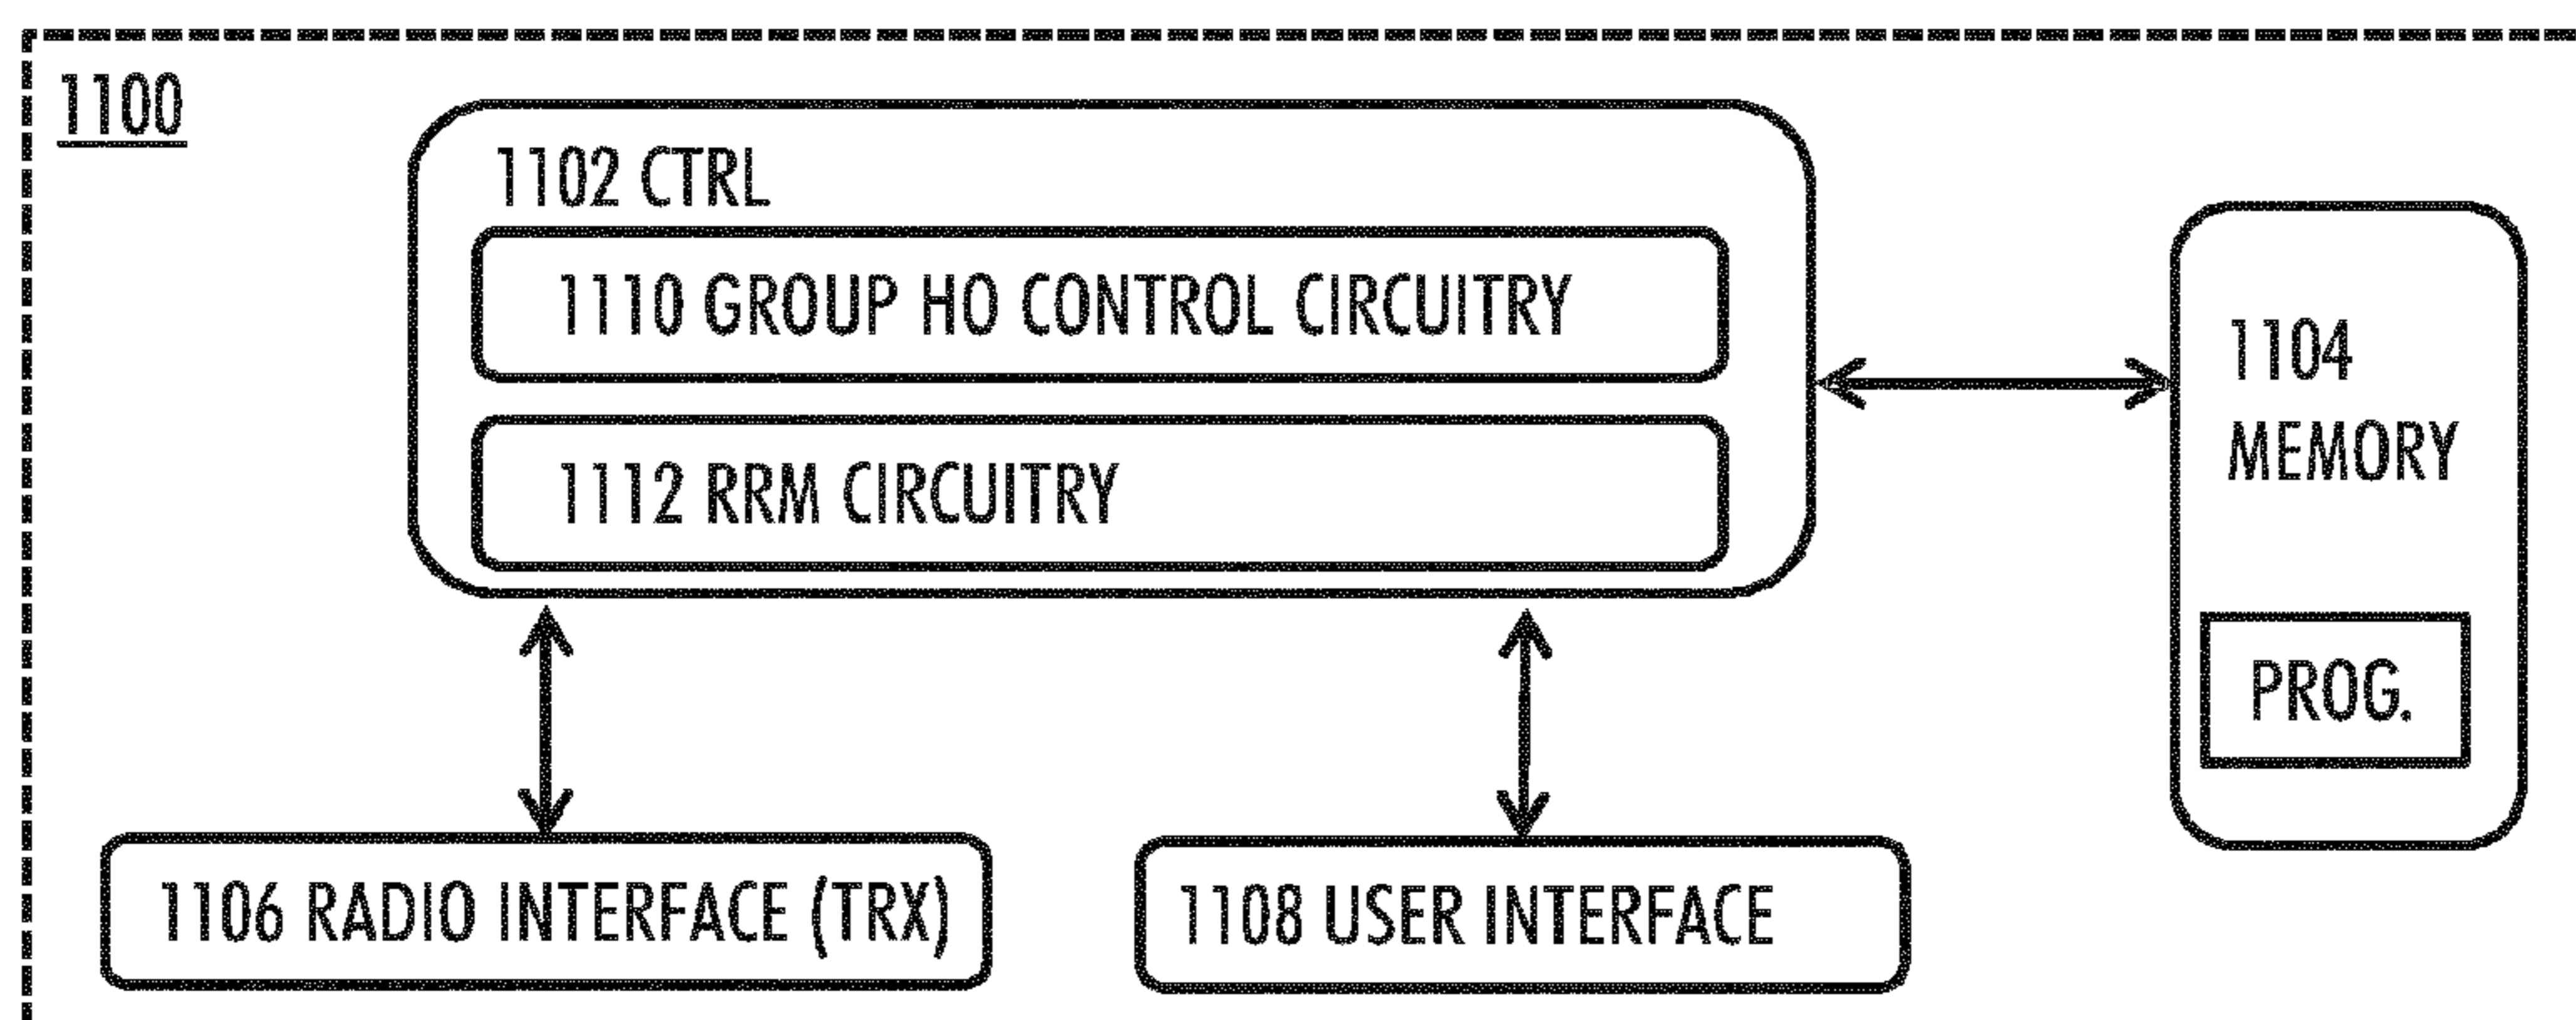 1100
1102 CTRL
1110 GROUP HO CONTROL CIRCUITRY
1112 RRM CIRCUITRY
1104
MEMORY
PROG.
1106 RADIO INTERFACE (TRX)
1108 USER INTERFACE